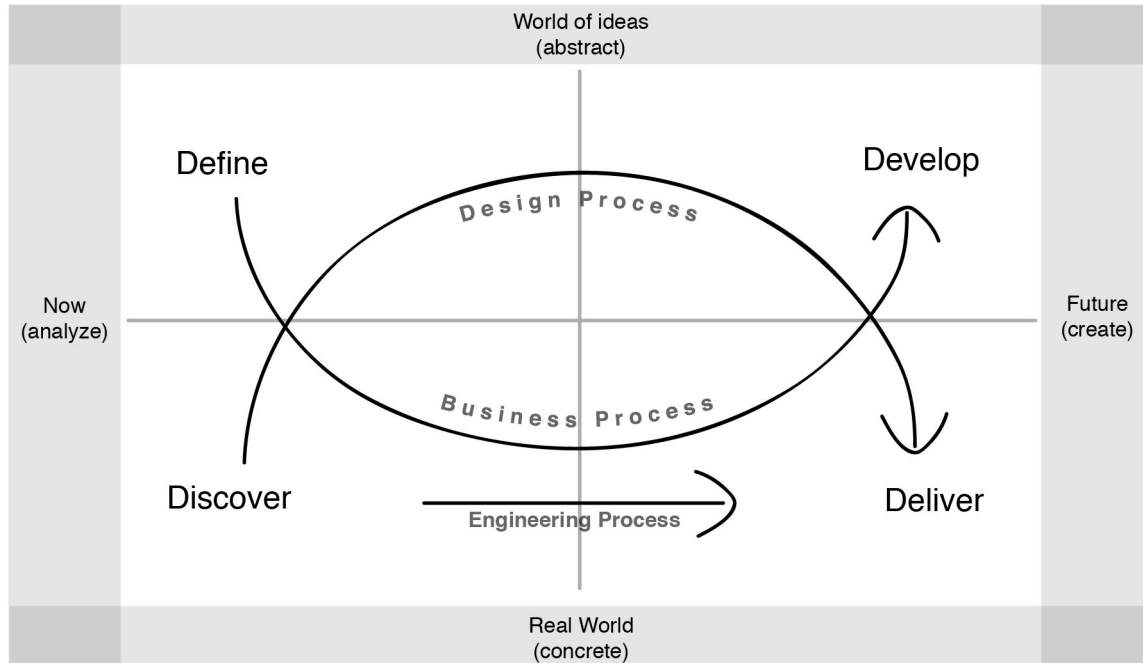 World of ideas
(abstract)
Define
Develop
Design Process
Now
(analyze)
Future
(create)
Business Process
Discover
Deliver
Engineering Process
Real World
(concrete)